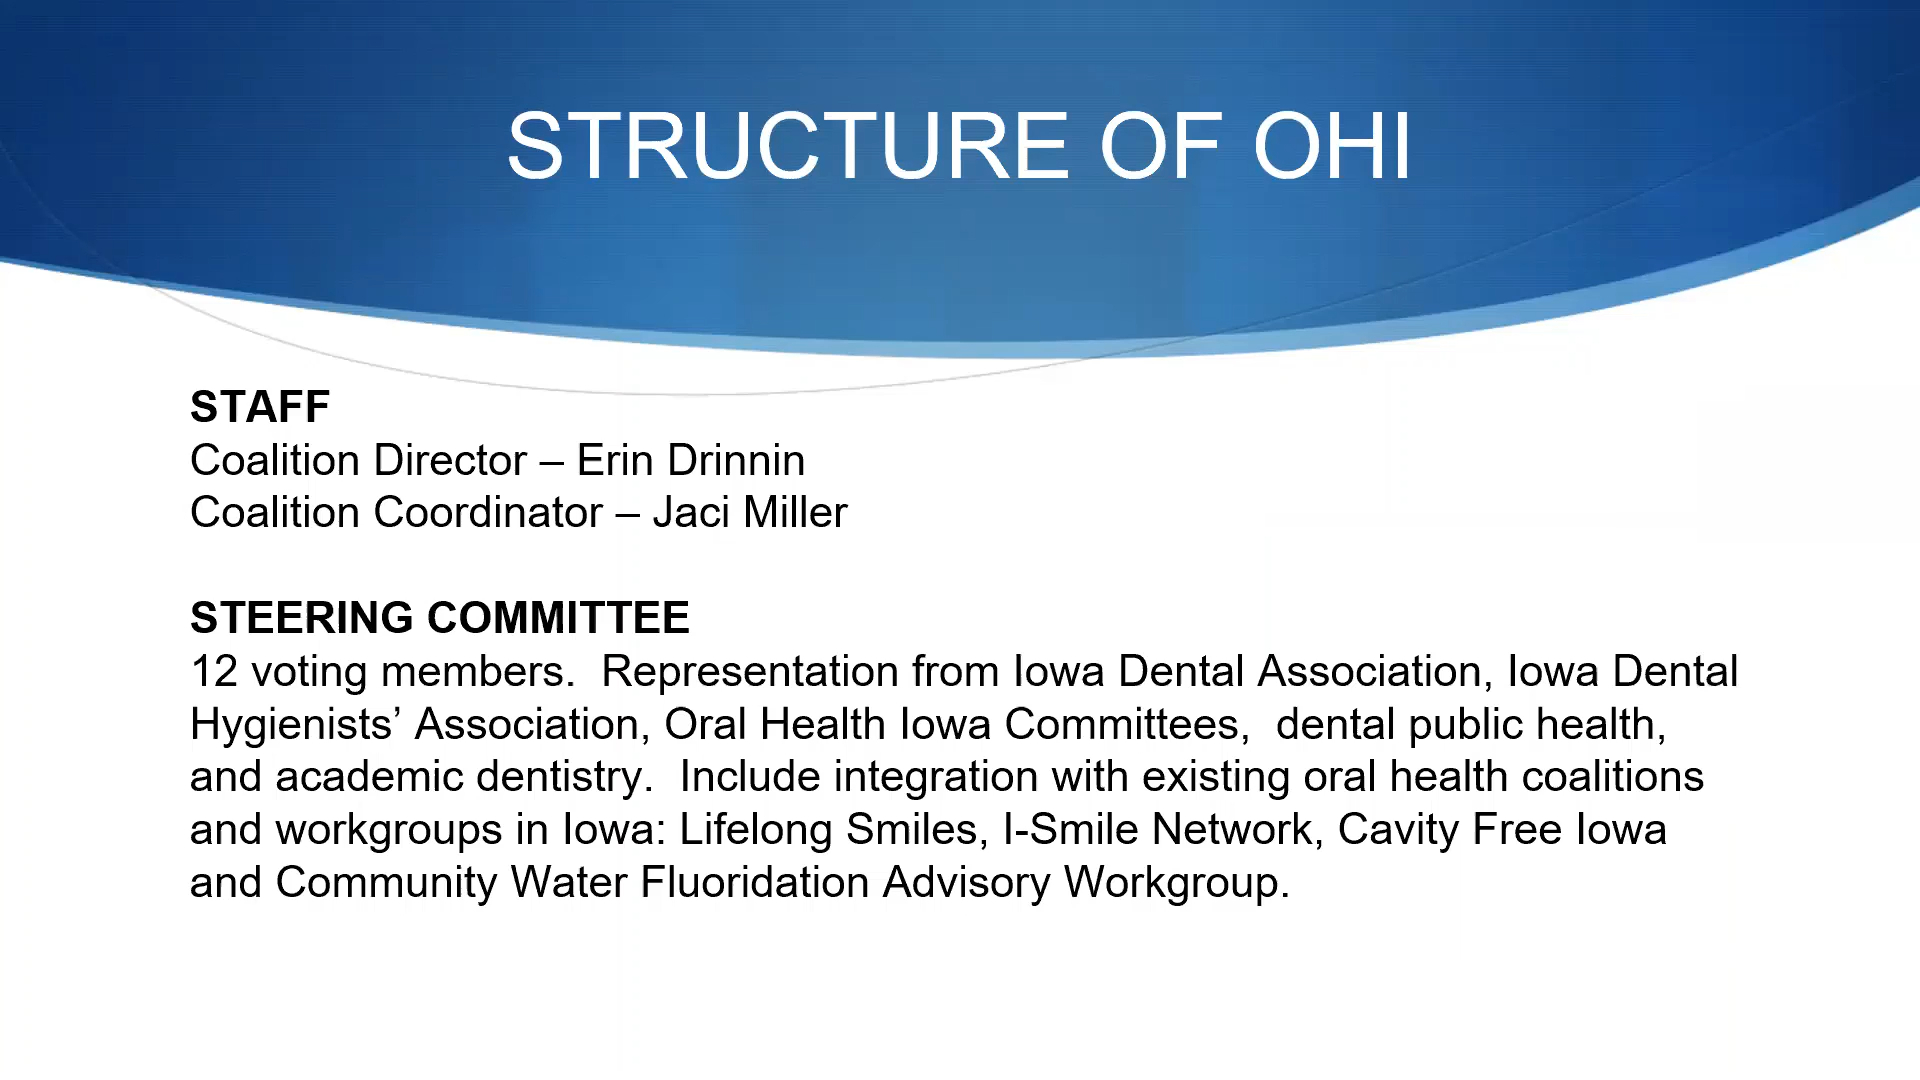 STRUCTURE OF OHI
STAFF
Coalition Director – Erin Drinnin
Coalition Coordinator – Jaci Miller
STEERING COMMITTEE
12 voting members.  Representation from Iowa Dental Association, Iowa Dental
Hygienists’ Association, Oral Health Iowa Committees,  dental public health,
and academic dentistry.  Include integration with existing oral health coalitions
and workgroups in Iowa: Lifelong Smiles, I-Smile Network, Cavity Free Iowa
and Community Water Fluoridation Advisory Workgroup.